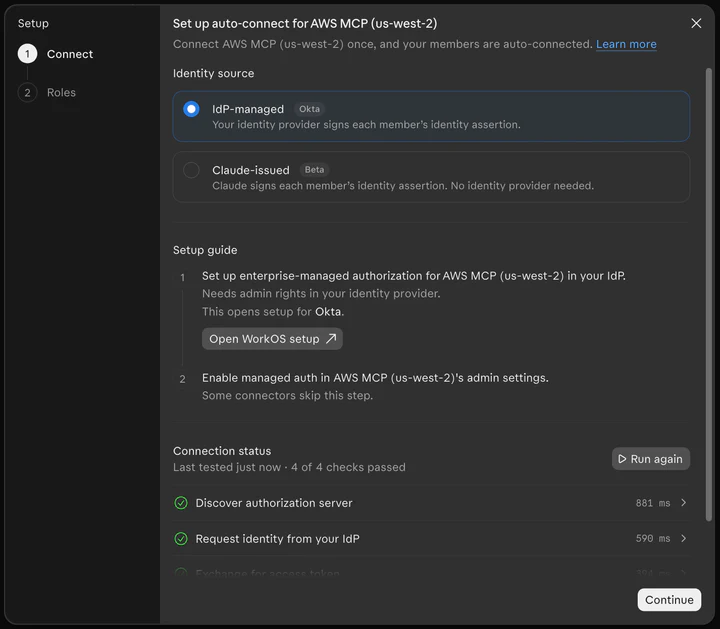 Setup
1 Connect
2 Roles
Set up auto-connect for AWS MCP (us-west-2)
Connect AWS MCP (us-west-2) once, and your members are auto-connected. Learn more
Identity source
IdP-managed Okta
Your identity provider signs each member's identity assertion.
Claude-issued Beta
Claude signs each member's identity assertion. No identity provider needed.
Setup guide
1 Set up enterprise-managed authorization for AWS MCP (us-west-2) in your IdP.
Needs admin rights in your identity provider.
This opens setup for Okta.
Open WorkOS setup
2 Enable managed auth in AWS MCP (us-west-2)'s admin settings.
Some connectors skip this step.
Connection status
Last tested just now · 4 of 4 checks passed
Run again
Discover authorization server 881 ms
Request identity from your IdP 590 ms
Exchange for access token
Continue